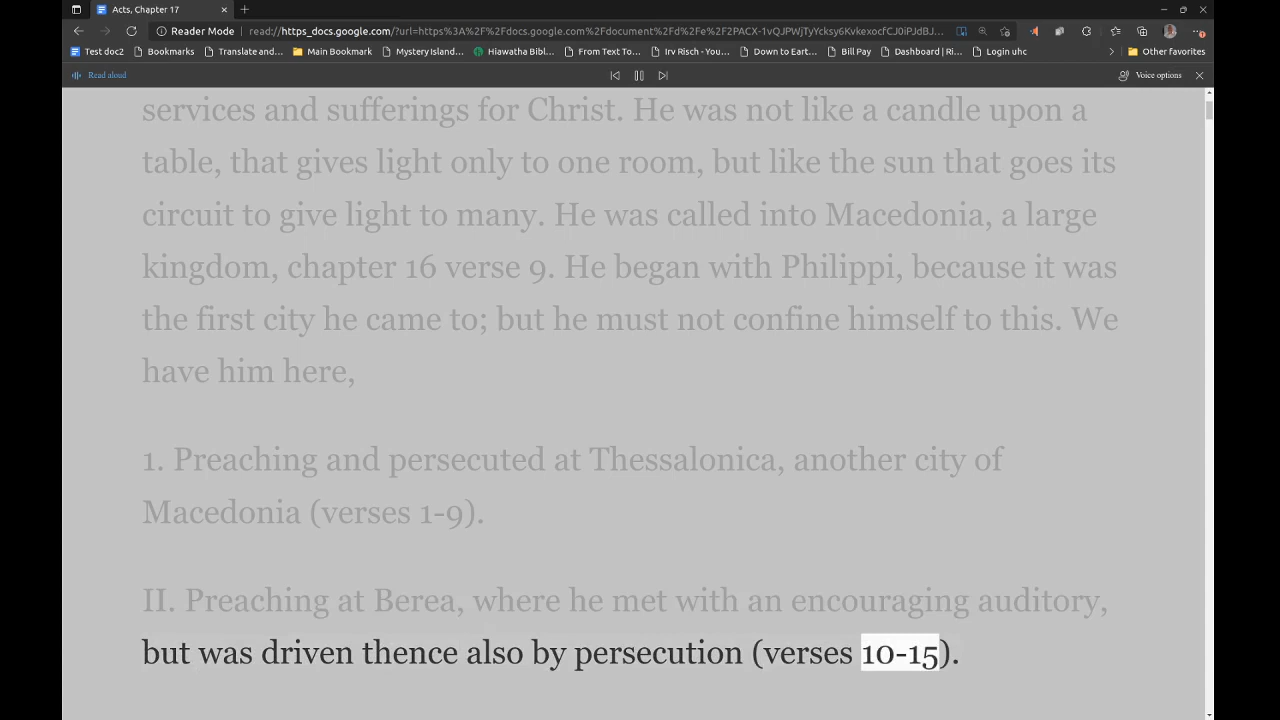 Acts, Chapter 17
Reader Mode | read://https_docs.google.com/?url=https%3A%2F%2Fdocs.google.com%2Fdocument%2Fd%2Fe%2F2PACX-1vQJPWjTyYcksy6KvkexocfCJ0iPJdBJ...
Test doc2 Bookmarks Translate and... Main Bookmark Mystery Island... Hiawatha Bibl... From Text To... Irv Risch - You... Down to Eart... Bill Pay Dashboard | Ri... Login uhc Other favorites
Read aloud Voice options
services and sufferings for Christ. He was not like a candle upon a
table, that gives light only to one room, but like the sun that goes its
circuit to give light to many. He was called into Macedonia, a large
kingdom, chapter 16 verse 9. He began with Philippi, because it was
the first city he came to; but he must not confine himself to this. We
have him here,
1. Preaching and persecuted at Thessalonica, another city of
Macedonia (verses 1-9).
II. Preaching at Berea, where he met with an encouraging auditory,
but was driven thence also by persecution (verses 10-15).